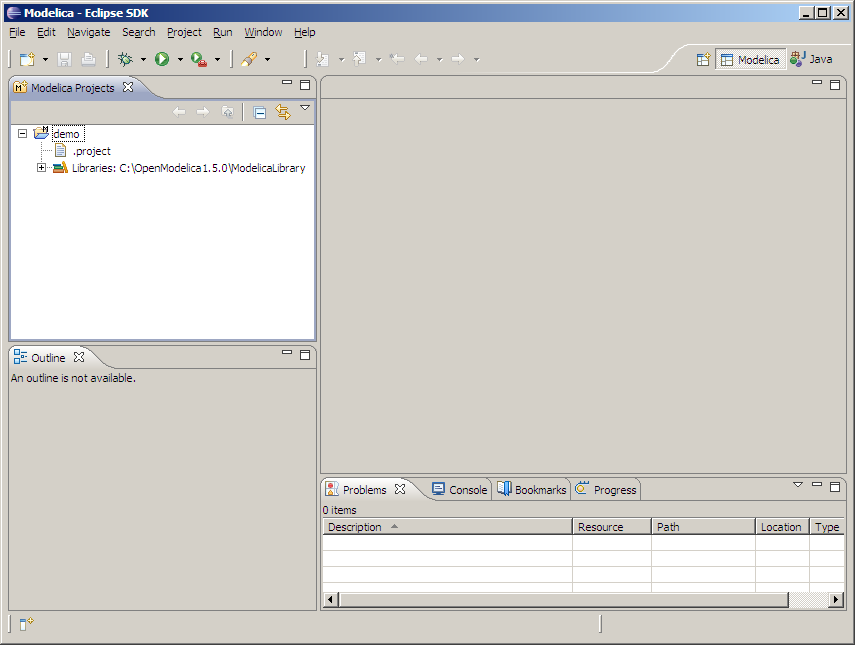 Modelica - Eclipse SDK
File Edit Navigate Search Project Run Window Help
Modelica Java
Modelica Projects
demo
.project
Libraries: C:\OpenModelica1.5.0\ModelicaLibrary
Outline
An outline is not available.
Problems Console Bookmarks Progress
0 items
Description Resource Path Location Type